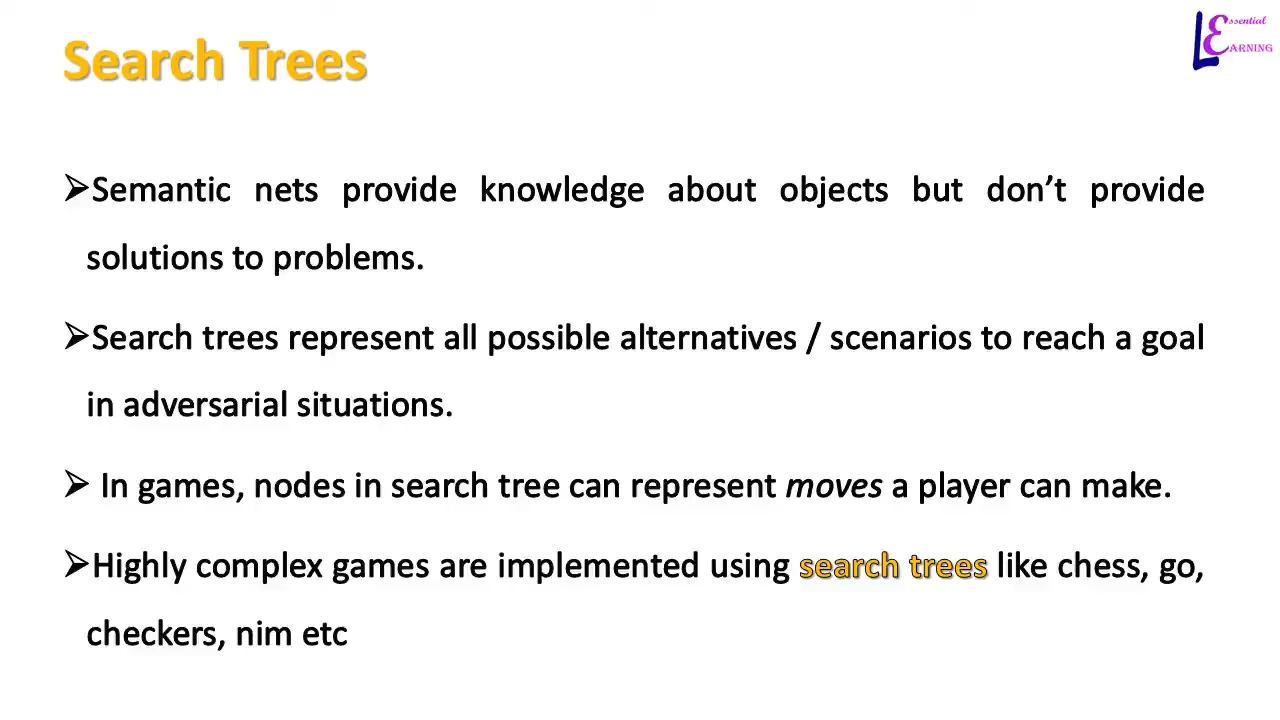 Search Trees
Essential
LEARNING
➢Semantic nets provide knowledge about objects but don’t provide
solutions to problems.
➢Search trees represent all possible alternatives / scenarios to reach a goal
in adversarial situations.
➢ In games, nodes in search tree can represent moves a player can make.
➢Highly complex games are implemented using search trees like chess, go,
checkers, nim etc